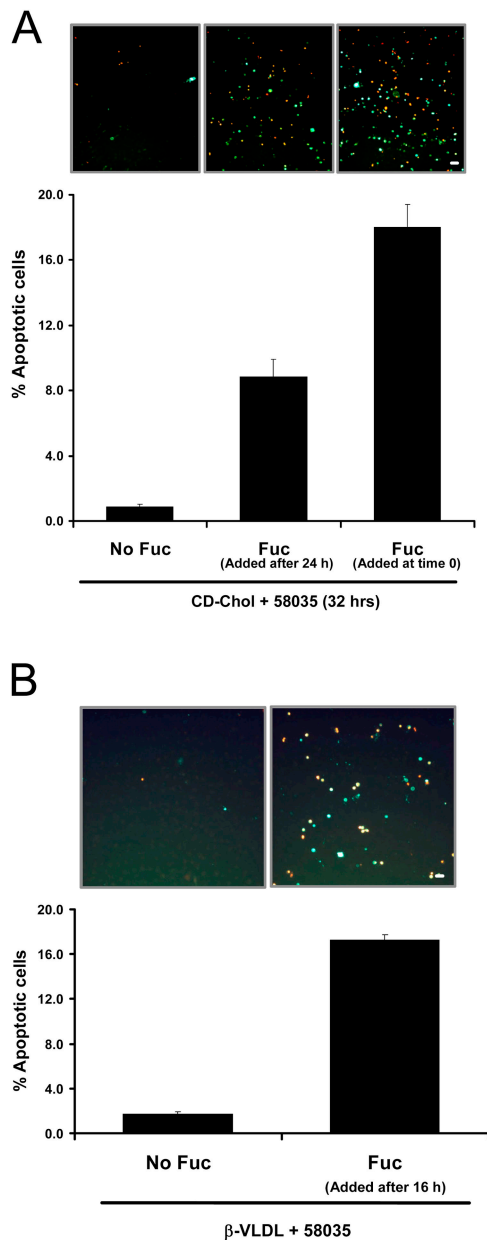 A
20.0
16.0
12.0
8.0
4.0
0.0
% Apoptotic cells
No Fuc
Fuc
(Added after 24 h)
Fuc
(Added at time 0)
CD-Chol + 58035 (32 hrs)
B
20.0
16.0
12.0
8.0
4.0
0.0
% Apoptotic cells
No Fuc
Fuc
(Added after 16 h)
β-VLDL + 58035